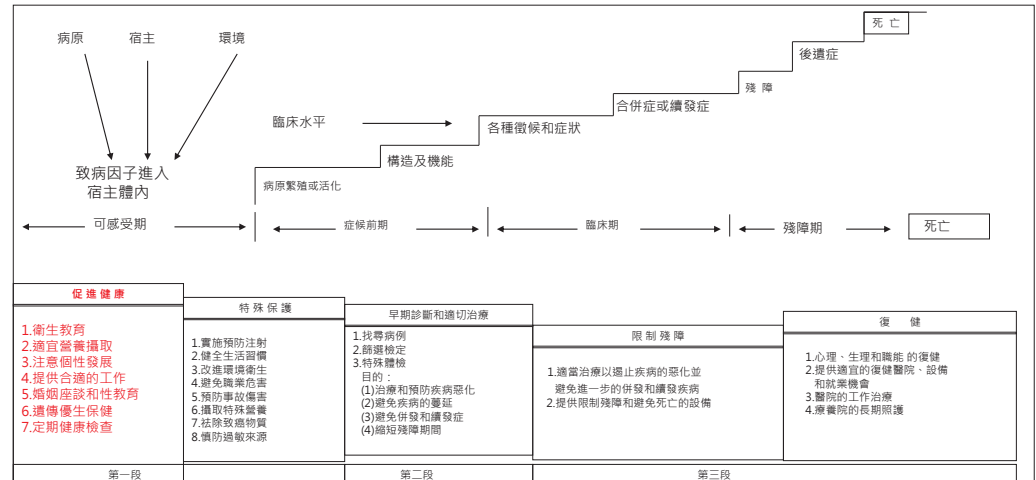 病原 宿主 環境
致病因子進入
宿主體內
臨床水平
病原繁殖或活化
構造及機能
各種徵候和症狀
合併症或續發症
殘 障
後遺症
死 亡
可感受期 症候前期 臨床期 殘障期 死亡
促 進 健 康
1.衛生教育
2.適宜營養攝取
3.注意個性發展
4.提供合適的工作
5.婚姻座談和性教育
6.遺傳優生保健
7.定期健康檢查
特 殊 保 護
1.實施預防注射
2.健全生活習慣
3.改進環境衛生
4.避免職業危害
5.預防事故傷害
6.攝取特殊營養
7.祛除致癌物質
8.慎防過敏來源
早期診斷和適切治療
1.找尋病例
2.篩選檢定
3.特殊體檢
目的：
(1)治療和預防疾病惡化
(2)避免疾病的蔓延
(3)避免併發和續發症
(4)縮短殘障期間
限 制 殘 障
1.適當治療以遏止疾病的惡化並
避免進一步的併發和續發疾病
2.提供限制殘障和避免死亡的設備
復 健
1.心理、生理和職能 的復健
2.提供適宜的復健醫院、設備
和就業機會
3.醫院的工作治療
4.療養院的長期照護
第一段 第二段 第三段